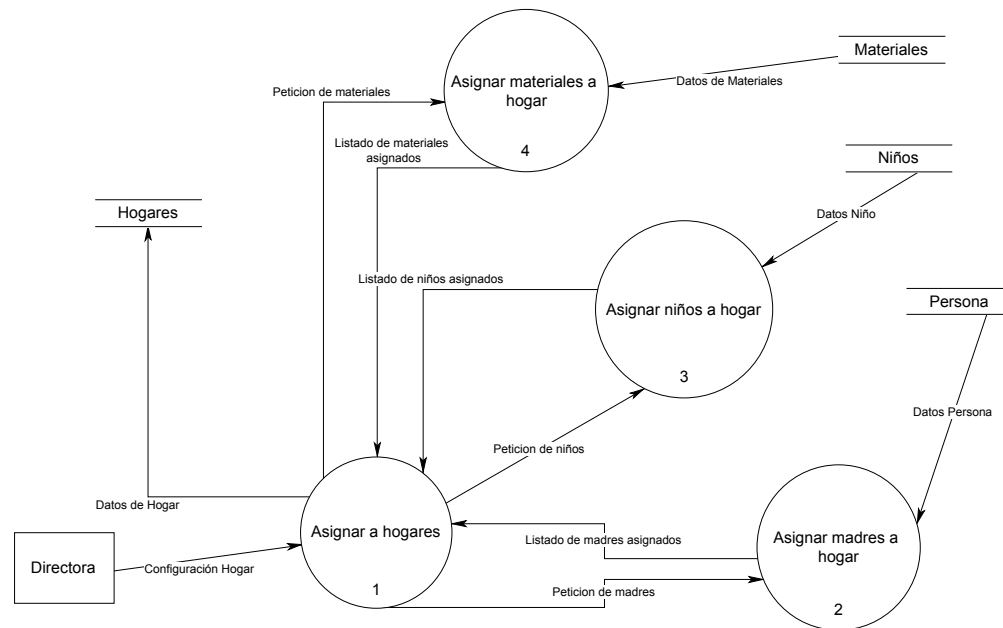 Materiales
Asignar materiales a
hogar
4
Datos de Materiales
Peticion de materiales
Listado de materiales
asignados
Niños
Datos Niño
Hogares
Listado de niños asignados
Asignar niños a hogar
3
Persona
Datos Persona
Peticion de niños
Datos de Hogar
Asignar a hogares
1
Directora
Configuración Hogar
Listado de madres asignados
Peticion de madres
Asignar madres a
hogar
2